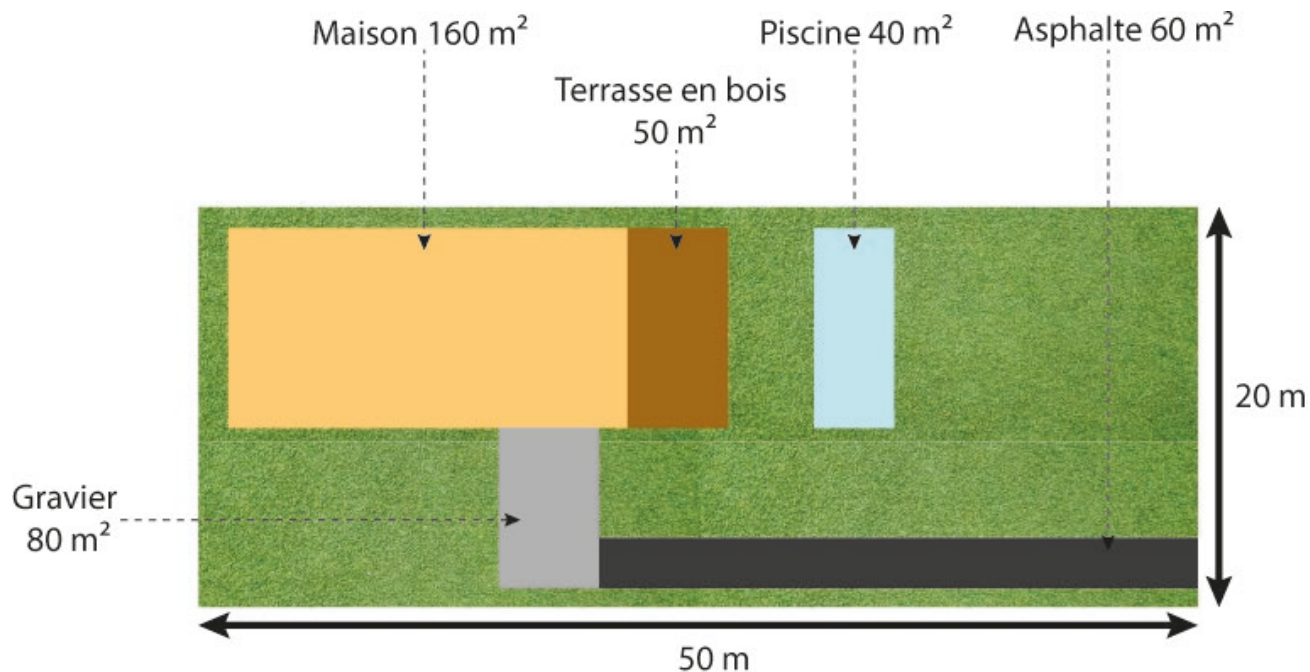 Maison 160 m²
Piscine 40 m²
Asphalte 60 m²
Terrasse en bois
50 m²
20 m
Gravier
80 m²
50 m